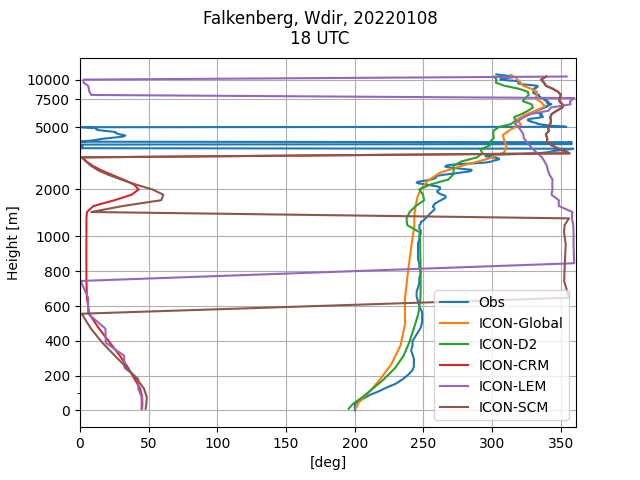 Falkenberg, Wdir, 20220108
18 UTC
Height [m]
10000
7500
5000
2000
1000
800
600
400
200
0
Obs
ICON-Global
ICON-D2
ICON-CRM
ICON-LEM
ICON-SCM
0 50 100 150 200 250 300 350
[deg]